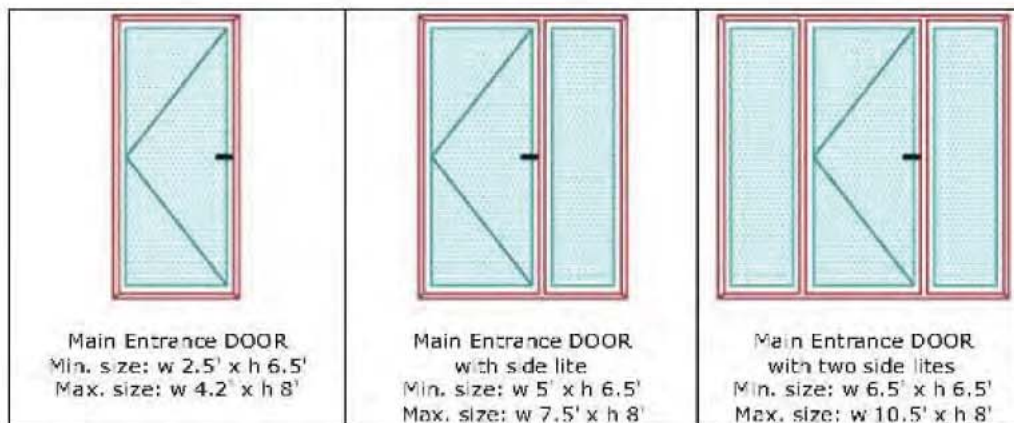 Main Entrance DOOR
Min. size: w 2.5' x h 6.5'
Max. size: w 4.2' x h 8'
Main Entrance DOOR
with side lite
Min. size: w 5' x h 6.5'
Max. size: w 7.5' x h 8'
Main Entrance DOOR
with two side lites
Min. size: w 6.5' x h 6.5'
Max. size: w 10.5' x h 8'